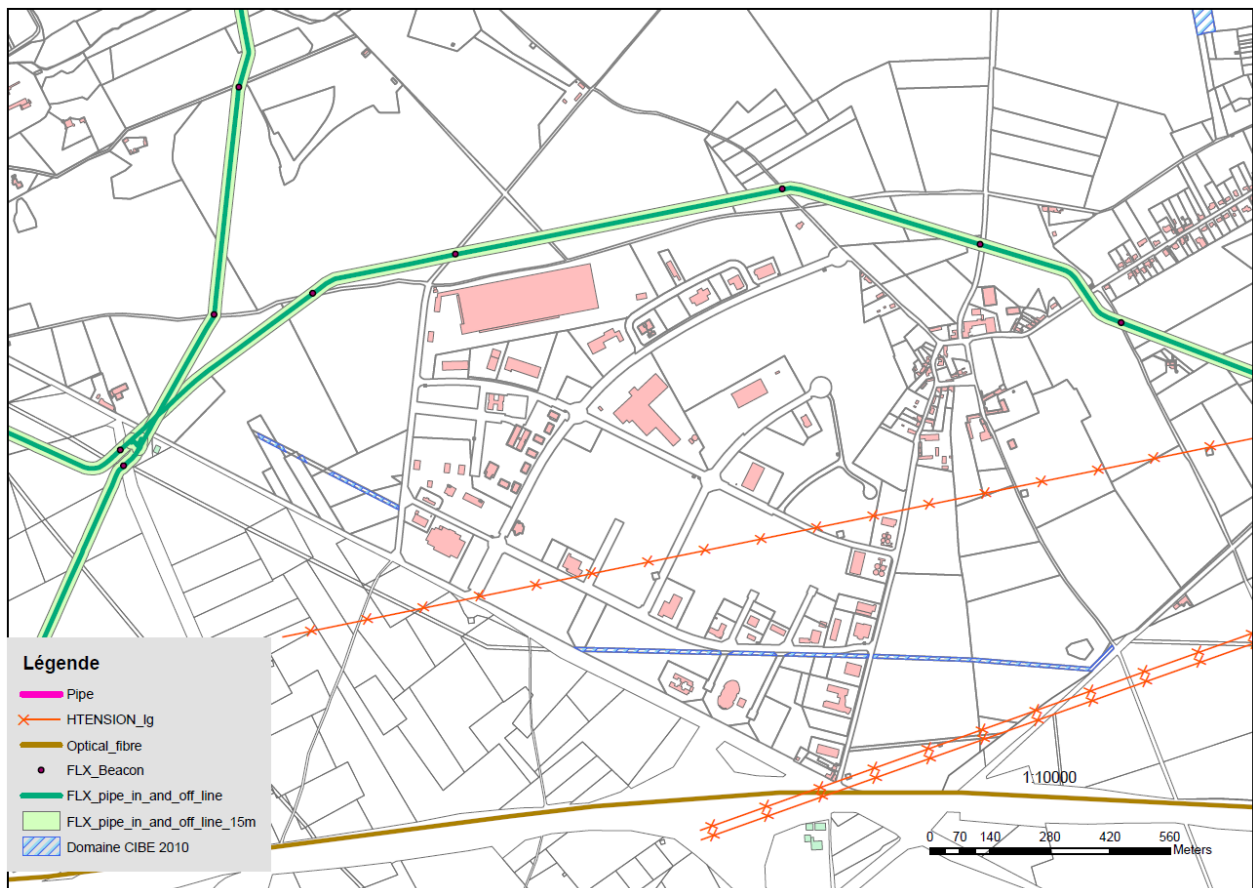 Légende
Pipe
HTENSION_lg
Optical_fibre
FLX_Beacon
FLX_pipe_in_and_off_line
FLX_pipe_in_and_off_line_15m
Domaine CIBE 2010
1:10000
0 70 140 280 420 560
Meters